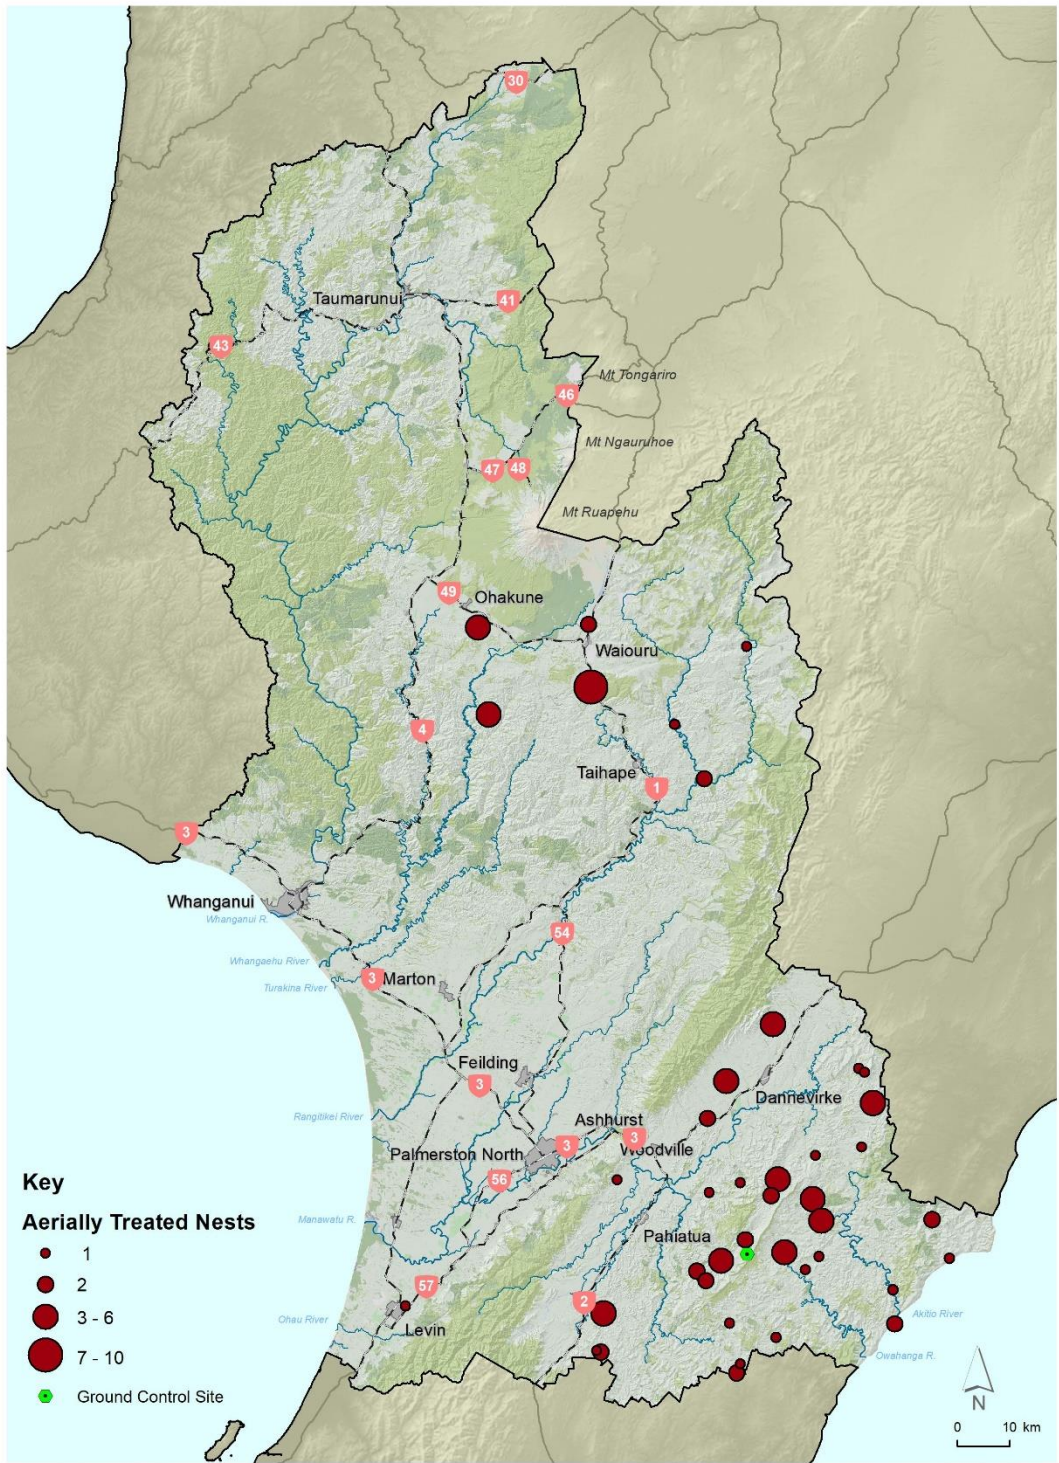 30
Taumarunui
41
43
Mt Tongariro
46
Mt Ngauruhoe
47
48
Mt Ruapehu
49
Ohakune
Waiouru
4
Taihape
1
3
Whanganui
Whanganui R.
54
Whangaehu River
3
Marton
Turakina River
Feilding
3
Dannevirke
Rangitikei River
Ashhurst
3
3
Woodville
Palmerston North
56
Key
Aerially Treated Nests
1
2
3 - 6
7 - 10
Ground Control Site
Manawatu R.
Pahiatua
57
2
Ohau River
Levin
Akitio River
Owahanga R.
N
0 10 km